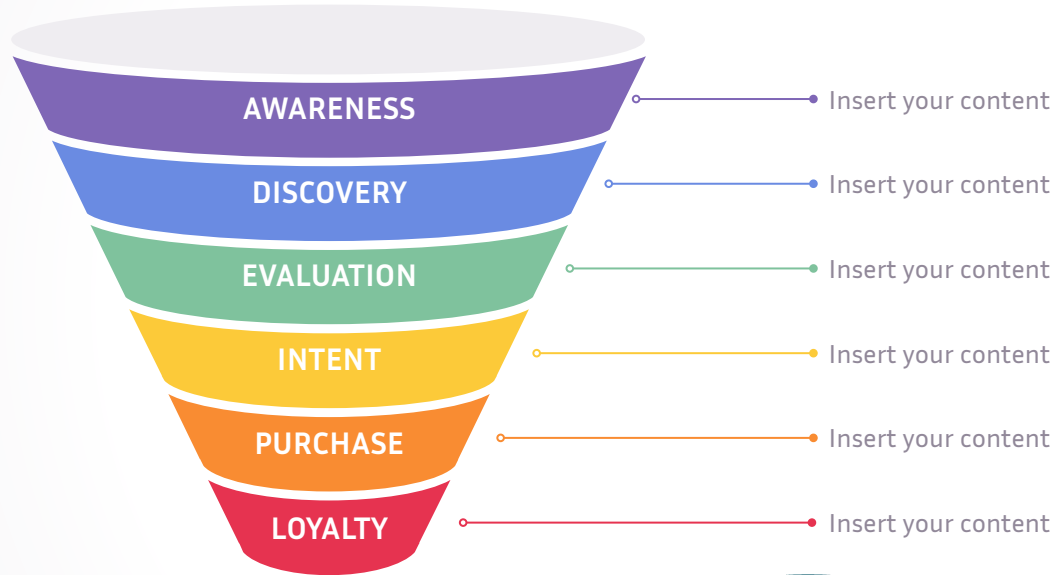 AWARENESS
Insert your content
DISCOVERY
Insert your content
EVALUATION
Insert your content
INTENT
Insert your content
PURCHASE
Insert your content
LOYALTY
Insert your content